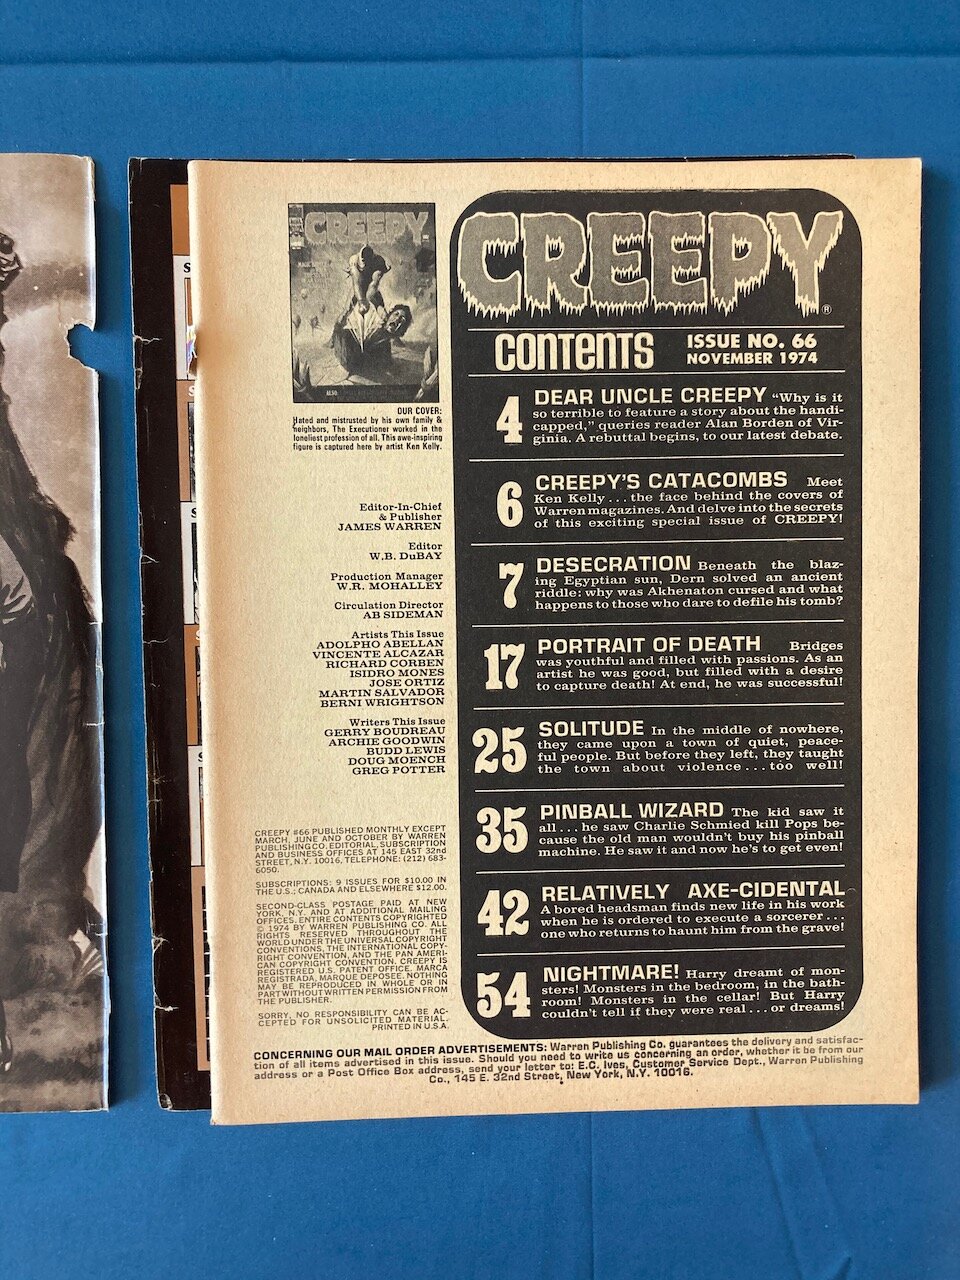 CREEPY
OUR COVER:
Hated and mistrusted by his own family &
neighbors, The Executioner worked in the
loneliest profession of all. This awe-inspiring
figure is captured here by artist Ken Kelly.
Editor-In-Chief
& Publisher
JAMES WARREN
Editor
W.B. DuBAY
Production Manager
W.R. MOHALLEY
Circulation Director
AB SIDEMAN
Artists This Issue
ADOLPHO ABELLAN
VINCENTE ALCAZAR
RICHARD CORBEN
ISIDRO MONES
JOSE ORTIZ
MARTIN SALVADOR
BERNI WRIGHTSON
Writers This Issue
GERRY BOUDREAU
ARCHIE GOODWIN
BUDD LEWIS
DOUG MOENCH
GREG POTTER
CREEPY #66 PUBLISHED MONTHLY EXCEPT
MARCH, JUNE AND OCTOBER BY WARREN
PUBLISHING CO. EDITORIAL, SUBSCRIPTION
AND BUSINESS OFFICES AT 145 EAST 32nd
STREET, N.Y. 10016, TELEPHONE: (212) 683-
6050.
SUBSCRIPTIONS: 9 ISSUES FOR $10.00 IN
THE U.S.; CANADA AND ELSEWHERE $12.00.
SECOND-CLASS POSTAGE PAID AT NEW
YORK, N.Y. AND AT ADDITIONAL MAILING
OFFICES. ENTIRE CONTENTS COPYRIGHTED
© 1974 BY WARREN PUBLISHING CO. ALL
RIGHTS RESERVED THROUGHOUT THE
WORLD UNDER THE UNIVERSAL COPYRIGHT
CONVENTIONS, THE INTERNATIONAL COPY-
RIGHT CONVENTION, AND THE PAN AMERI-
CAN COPYRIGHT CONVENTION. CREEPY IS
REGISTERED U.S. PATENT OFFICE. MARCA
REGISTRADA, MARQUE DEPOSEE. NOTHING
MAY BE REPRODUCED IN WHOLE OR IN
PART WITHOUT WRITTEN PERMISSION FROM
THE PUBLISHER.
SORRY, NO RESPONSIBILITY CAN BE AC-
CEPTED FOR UNSOLICITED MATERIAL.
PRINTED IN U.S.A.
CREEPY®
CONTENTS
ISSUE NO. 66
NOVEMBER 1974
4 DEAR UNCLE CREEPY "Why is it
so terrible to feature a story about the handi-
capped," queries reader Alan Borden of Vir-
ginia. A rebuttal begins, to our latest debate.
6 CREEPY'S CATACOMBS Meet
Ken Kelly...the face behind the covers of
Warren magazines. And delve into the secrets
of this exciting special issue of CREEPY!
7 DESECRATION Beneath the blaz-
ing Egyptian sun, Dern solved an ancient
riddle: why was Akhenaton cursed and what
happens to those who dare to defile his tomb?
17 PORTRAIT OF DEATH Bridges
was youthful and filled with passions. As an
artist he was good, but filled with a desire
to capture death! At end, he was successful!
25 SOLITUDE In the middle of nowhere,
they came upon a town of quiet, peace-
ful people. But before they left, they taught
the town about violence...too well!
35 PINBALL WIZARD The kid saw it
all...he saw Charlie Schmied kill Pops be-
cause the old man wouldn't buy his pinball
machine. He saw it and now he's to get even!
42 RELATIVELY AXE-CIDENTAL
A bored headsman finds new life in his work
when he is ordered to execute a sorcerer...
one who returns to haunt him from the grave!
54 NIGHTMARE! Harry dreamt of mon-
sters! Monsters in the bedroom, in the bath-
room! Monsters in the cellar! But Harry
couldn't tell if they were real...or dreams!
CONCERNING OUR MAIL ORDER ADVERTISEMENTS: Warren Publishing Co. guarantees the delivery and satisfac-
tion of all items advertised in this issue. Should you need to write us concerning an order, whether it be from our
address or a Post Office Box address, send your letter to: E.C. Ives, Customer Service Dept., Warren Publishing
Co., 145 E. 32nd Street, New York, N.Y. 10016.